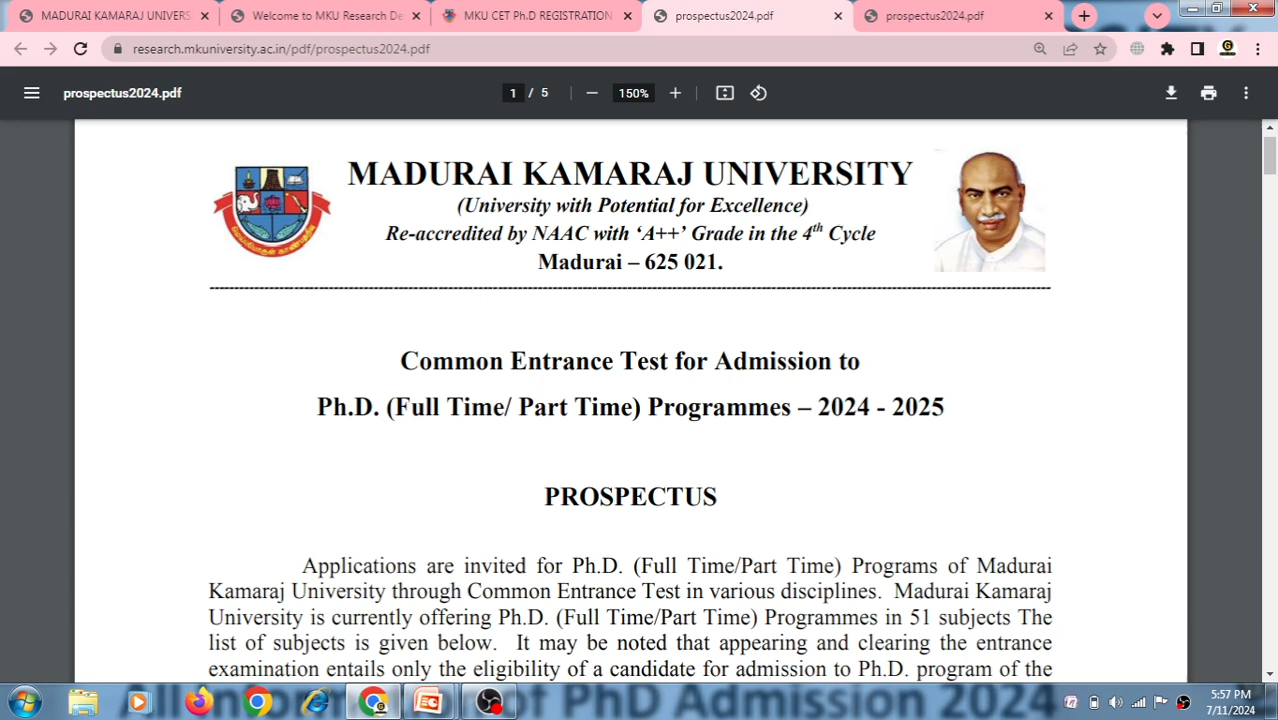 MADURAI KAMARAJ UNIVERS
Welcome to MKU Research De
MKU CET Ph.D REGISTRATION
prospectus2024.pdf
prospectus2024.pdf
research.mkuniversity.ac.in/pdf/prospectus2024.pdf
prospectus2024.pdf
1 / 5
150%
MADURAI KAMARAJ UNIVERSITY
(University with Potential for Excellence)
Re-accredited by NAAC with ‘A++’ Grade in the 4th Cycle
Madurai – 625 021.
Common Entrance Test for Admission to
Ph.D. (Full Time/ Part Time) Programmes – 2024 - 2025
PROSPECTUS
Applications are invited for Ph.D. (Full Time/Part Time) Programs of Madurai
Kamaraj University through Common Entrance Test in various disciplines. Madurai Kamaraj
University is currently offering Ph.D. (Full Time/Part Time) Programmes in 51 subjects The
list of subjects is given below. It may be noted that appearing and clearing the entrance
examination entails only the eligibility of a candidate for admission to Ph.D. program of the
PhD Admission 2024
5:57 PM
7/11/2024